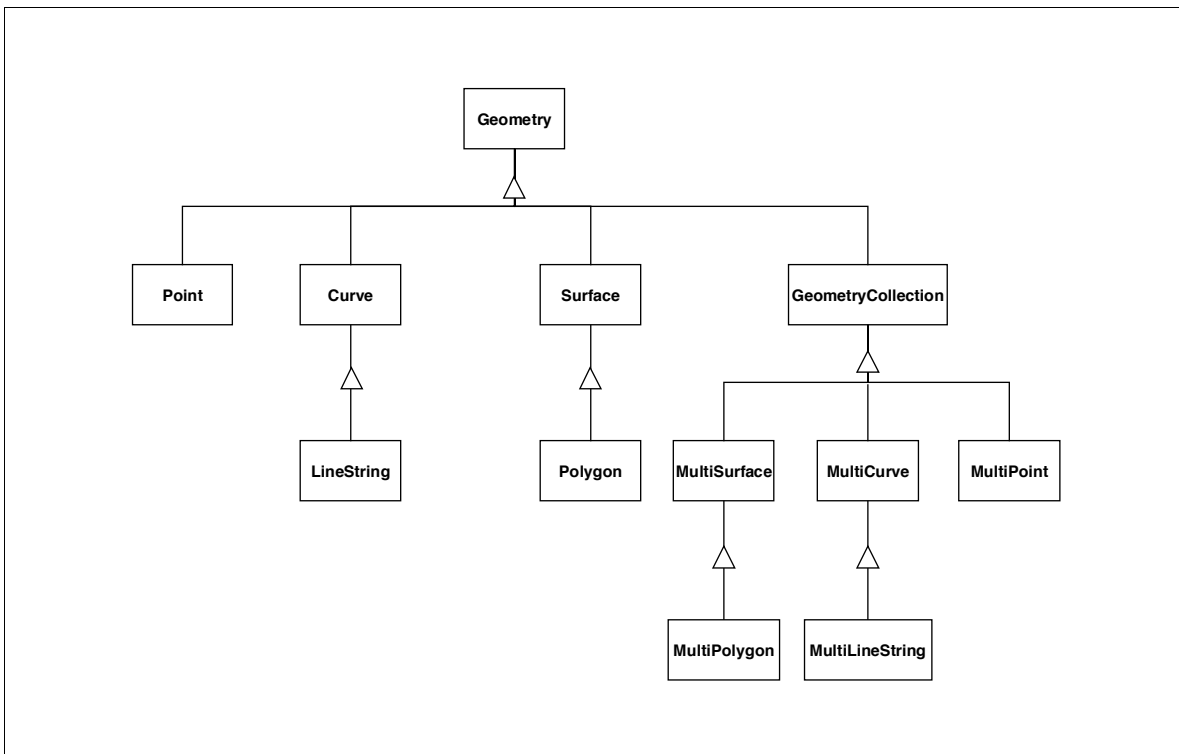 Geometry
Point
Curve
Surface
GeometryCollection
LineString
Polygon
MultiSurface
MultiCurve
MultiPoint
MultiPolygon
MultiLineString